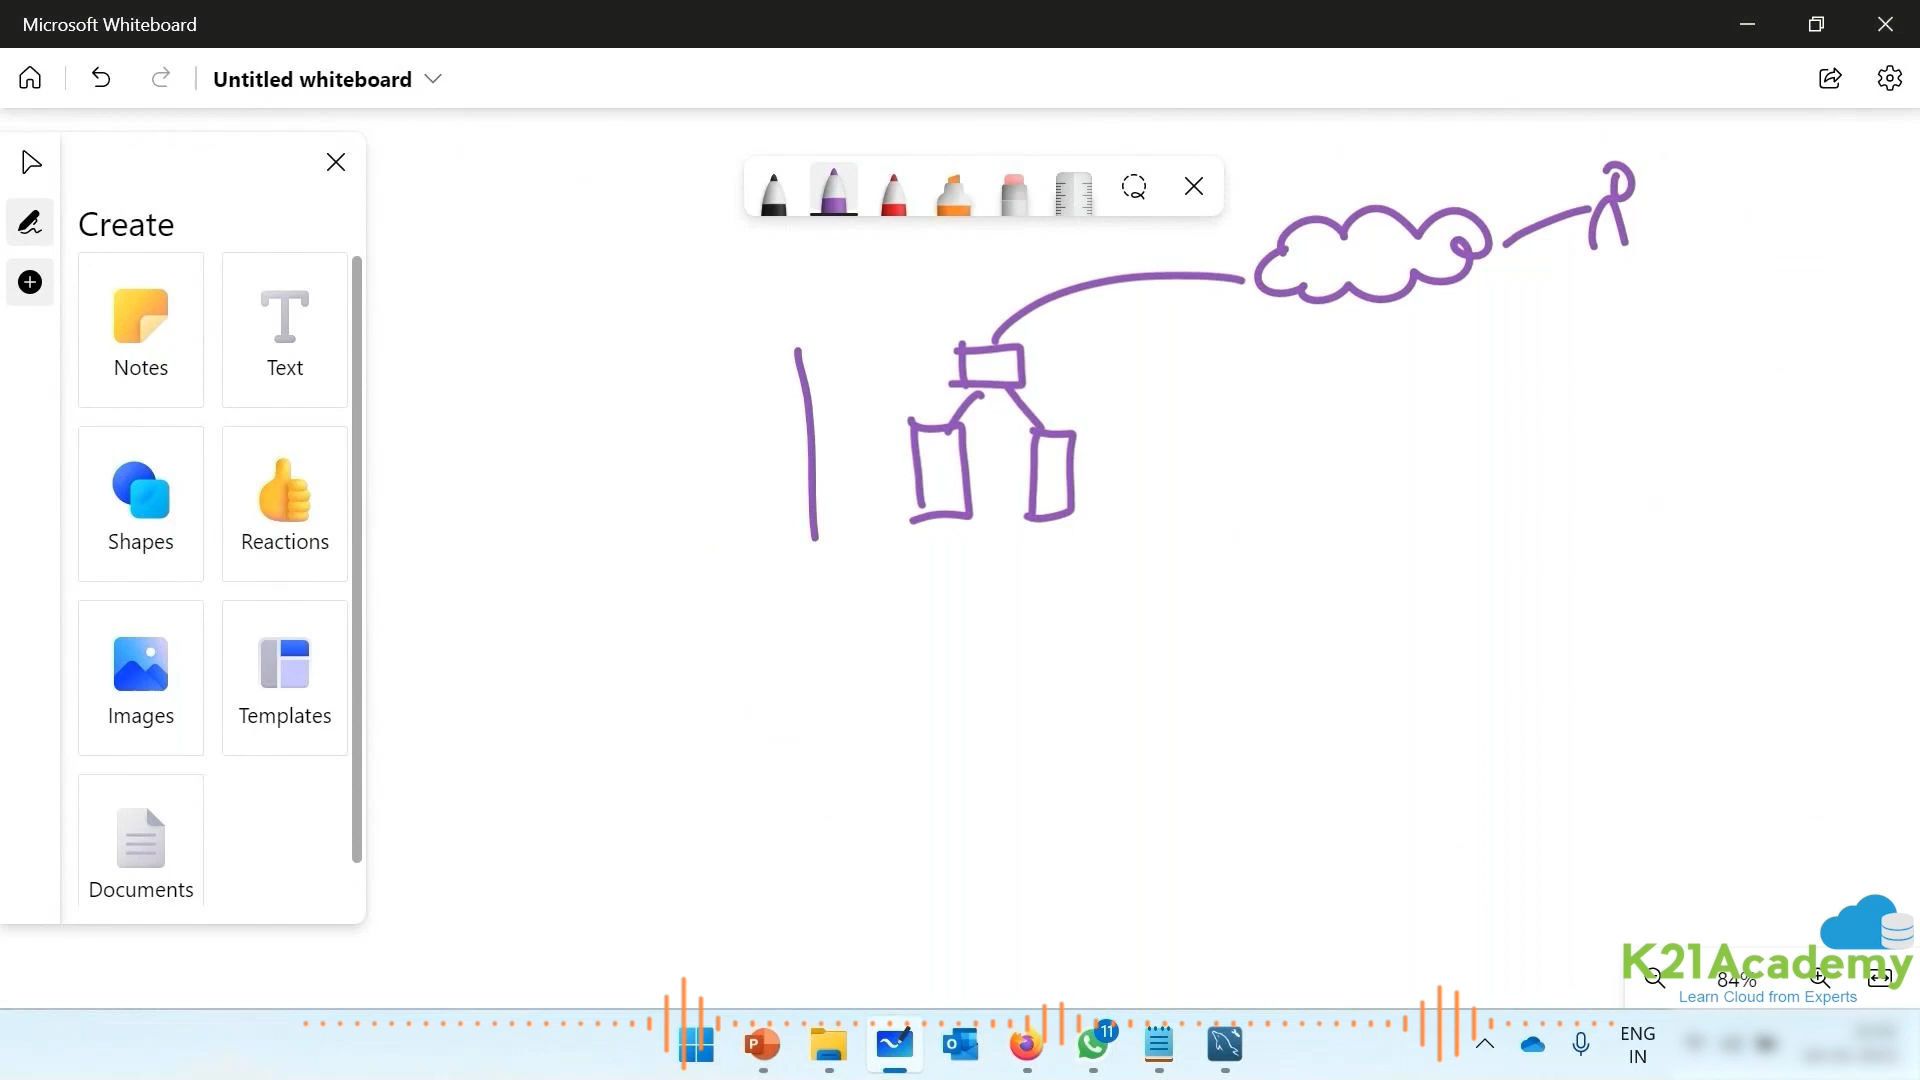 Microsoft Whiteboard
Untitled whiteboard
Create
Notes
Text
Shapes
Reactions
Images
Templates
Documents
K21Academy
84%
Learn Cloud from Experts
11
ENG
IN